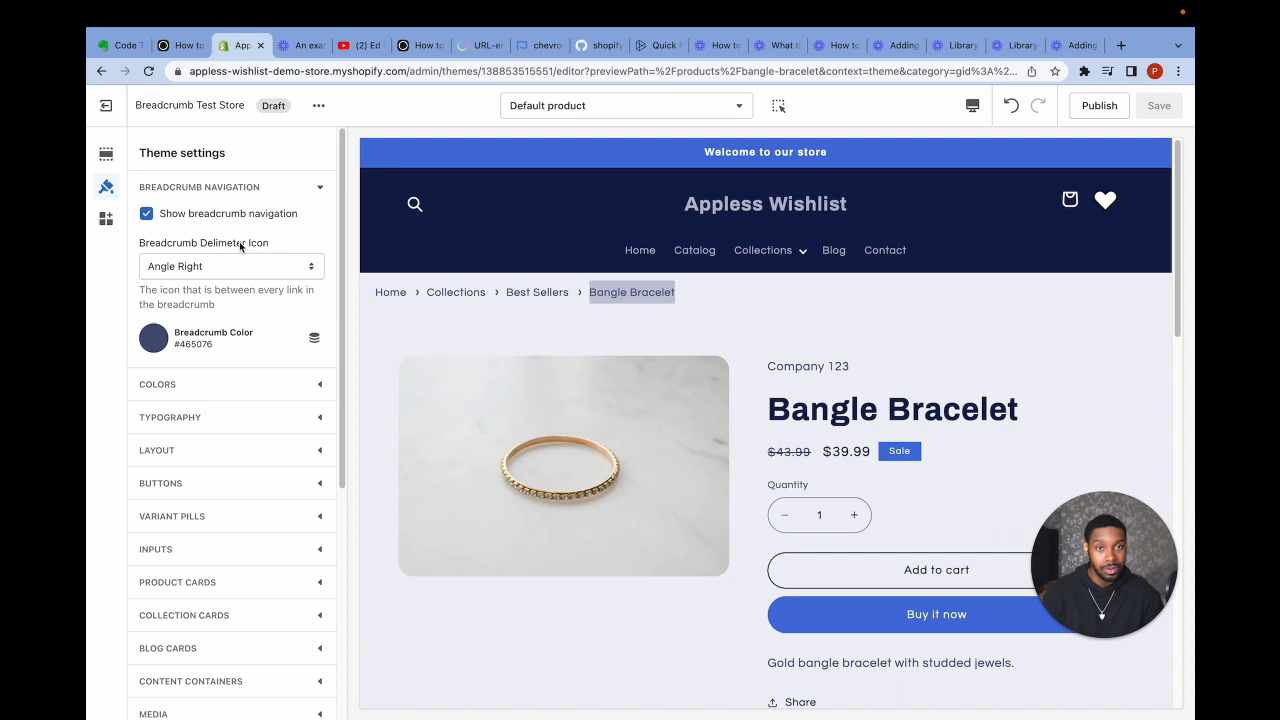 Code T
How to
App
An exa
(2) Ed
How to
URL-er
chevro
shopify
Quick
How to
What t
How to
Adding
Library
Library
Adding
appless-wishlist-demo-store.myshopify.com/admin/themes/138853515551/editor?previewPath=%2Fproducts%2Fbangle-bracelet&context=theme&category=gid%3A%2...
P
Breadcrumb Test Store
Draft
Default product
Publish
Save
Theme settings
BREADCRUMB NAVIGATION
Show breadcrumb navigation
Breadcrumb Delimeter Icon
Angle Right
The icon that is between every link in
the breadcrumb
Breadcrumb Color
#465076
COLORS
TYPOGRAPHY
LAYOUT
BUTTONS
VARIANT PILLS
INPUTS
PRODUCT CARDS
COLLECTION CARDS
BLOG CARDS
CONTENT CONTAINERS
MEDIA
Welcome to our store
Appless Wishlist
Home Catalog Collections Blog Contact
Home › Collections › Best Sellers › Bangle Bracelet
Company 123
Bangle Bracelet
$43.99 $39.99 Sale
Quantity
− 1 +
Add to cart
Buy it now
Gold bangle bracelet with studded jewels.
Share